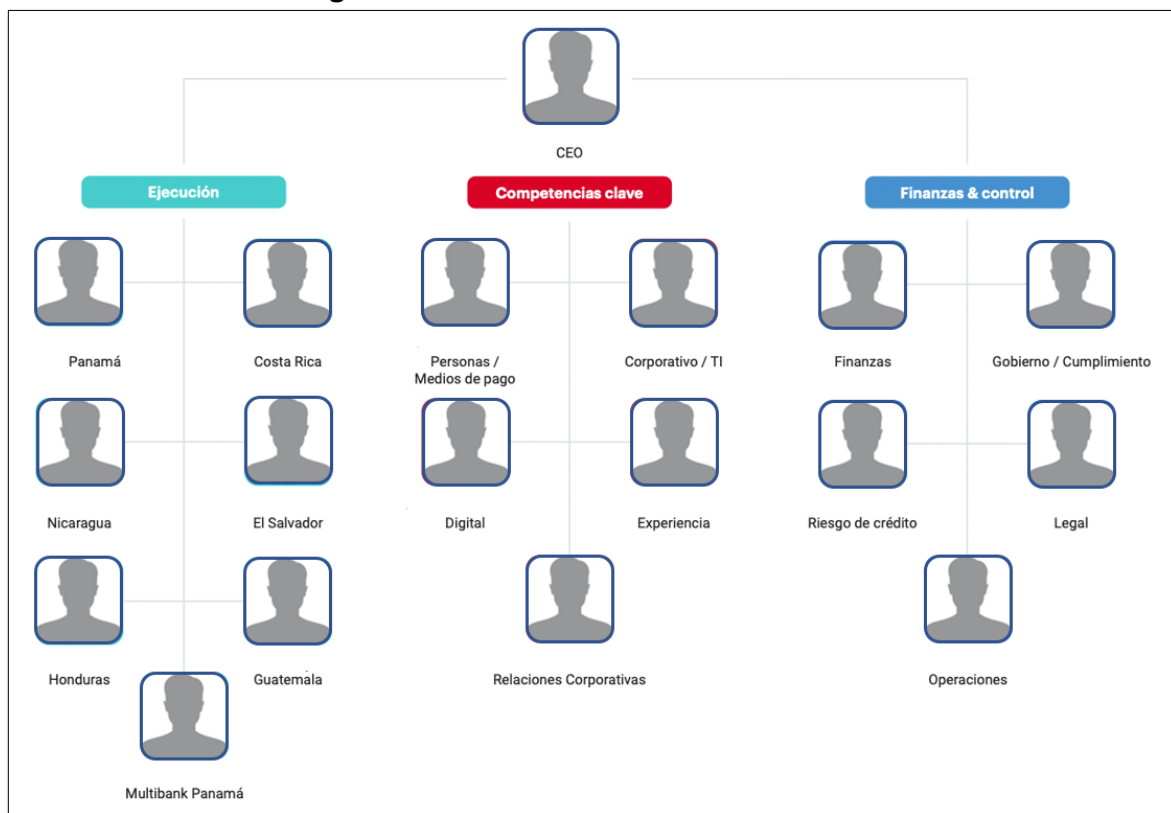 CEO
Ejecución
Competencias clave
Finanzas & control
Panamá
Costa Rica
Personas /
Medios de pago
Corporativo / TI
Finanzas
Gobierno / Cumplimiento
Nicaragua
El Salvador
Digital
Experiencia
Riesgo de crédito
Legal
Honduras
Guatemala
Relaciones Corporativas
Operaciones
Multibank Panamá